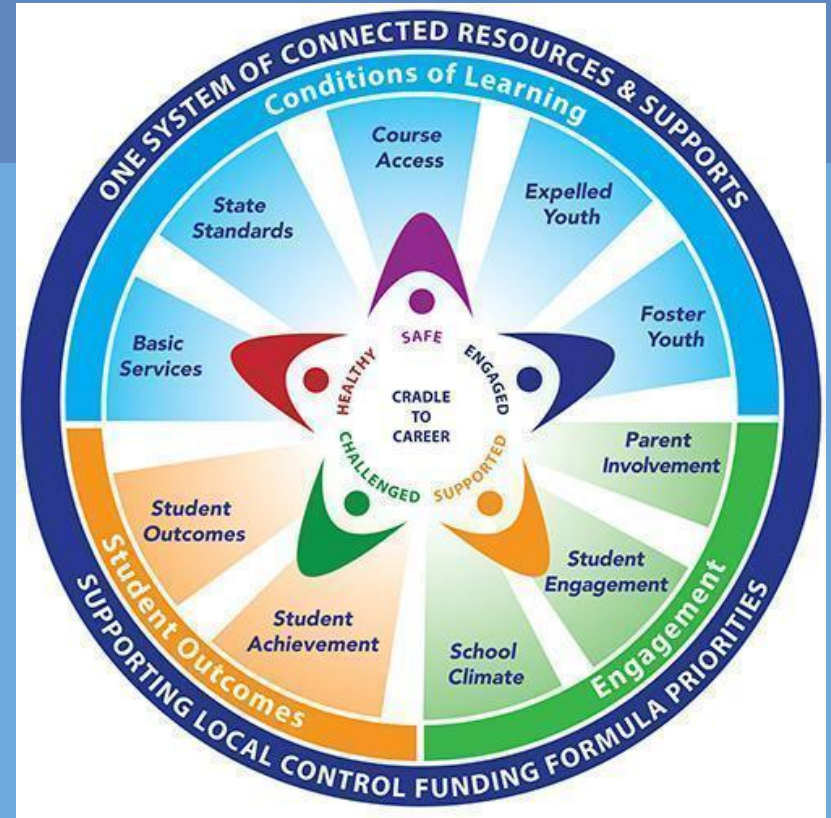 ONE SYSTEM OF CONNECTED RESOURCES & SUPPORTS
Conditions of Learning
Course
Access
State
Standards
Expelled
Youth
Basic
Services
Foster
Youth
SAFE
HEALTHY
ENGAGED
CRADLE
TO
CAREER
CHALLENGED
SUPPORTED
Parent
Involvement
Student
Outcomes
Student
Engagement
Student
Achievement
School
Climate
Student Outcomes
Engagement
SUPPORTING LOCAL CONTROL FUNDING FORMULA PRIORITIES